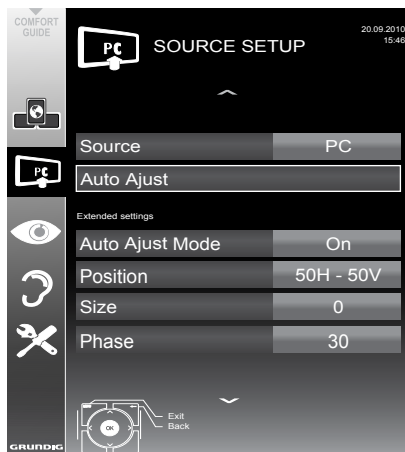 COMFORT
GUIDE
PC
SOURCE SETUP
20.09.2010
15:46
Source PC
PC
Auto Ajust
Extended settings
Auto Ajust Mode On
Position 50H - 50V
Size 0
Phase 30
Exit
Back
OK
GRUNDIG